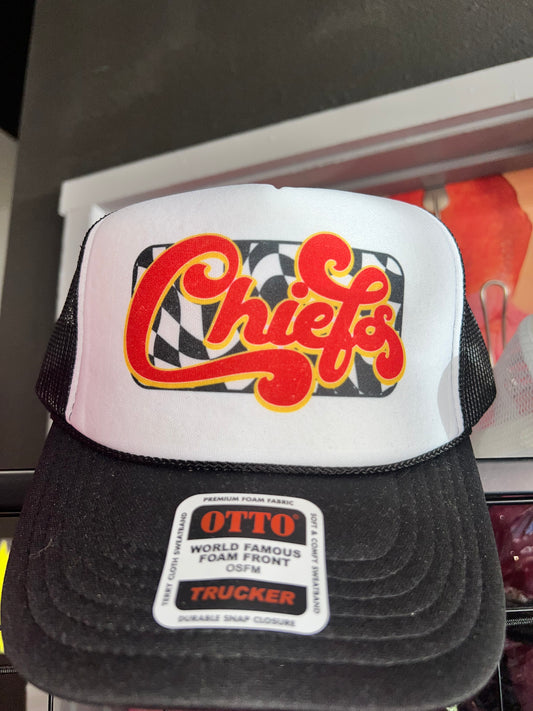 Chiefs
PREMIUM FOAM FABRIC
OTTO®
WORLD FAMOUS
FOAM FRONT
OSFM
TRUCKER
DURABLE SNAP CLOSURE
TERRY CLOTH SWEATBAND
SOFT & COMFY SWEATBAND